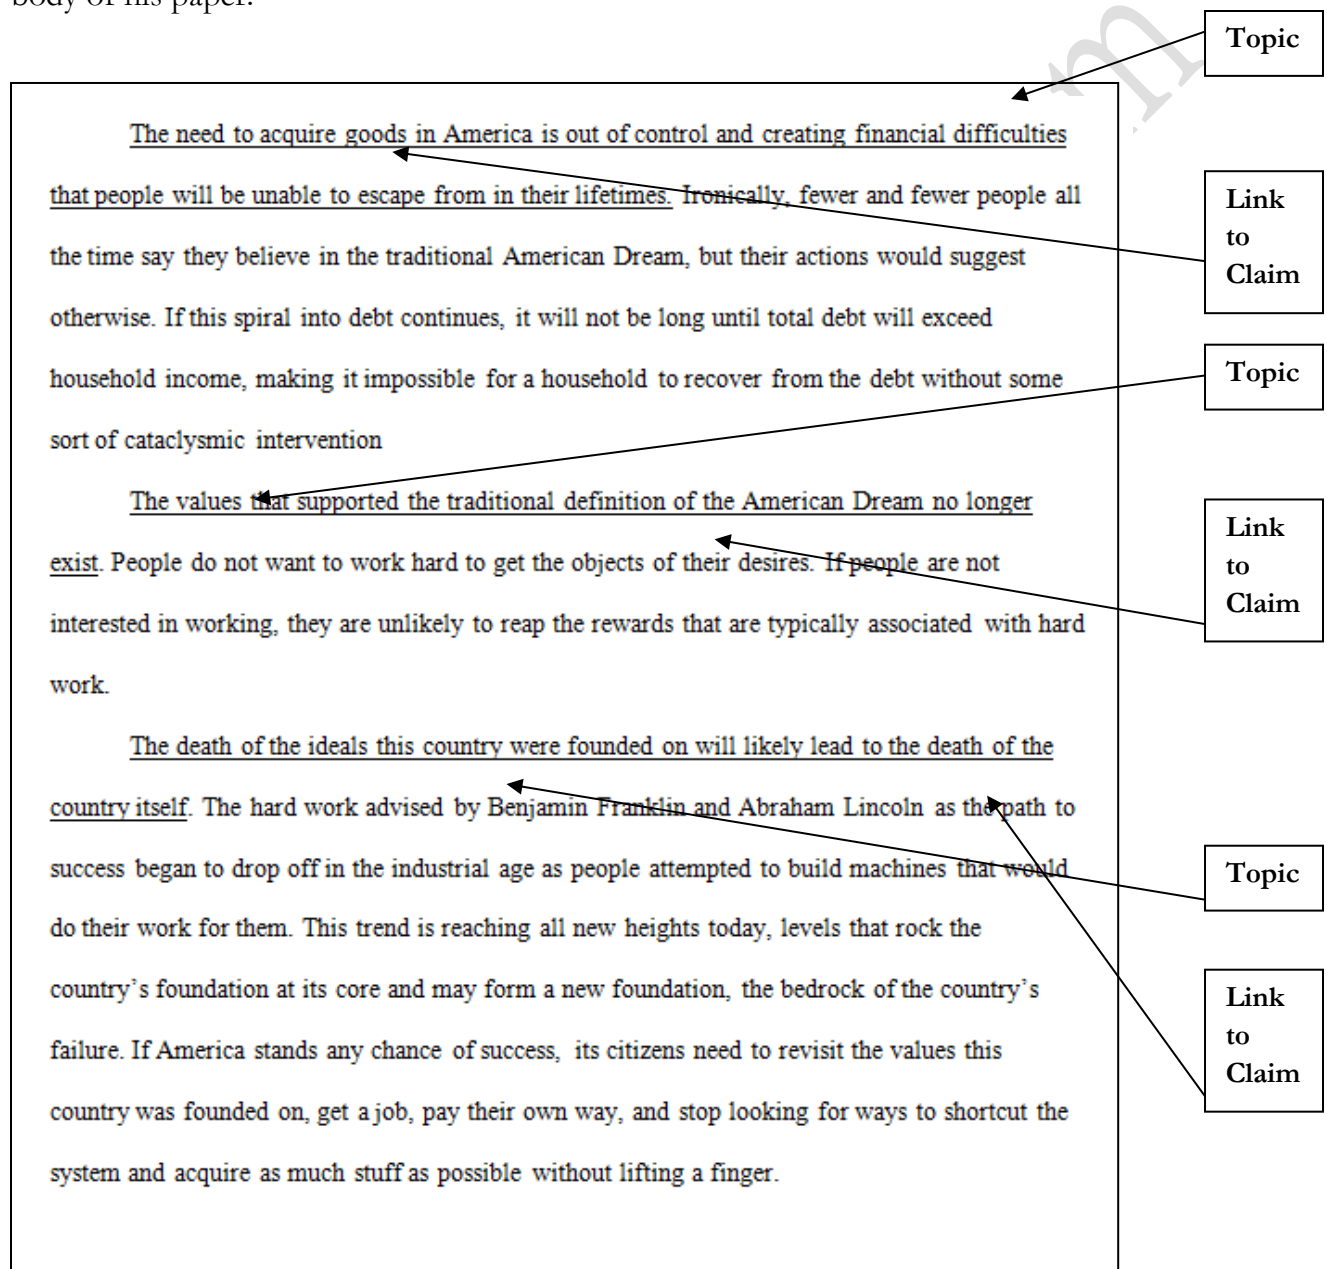 body of his paper.
Topic
The need to acquire goods in America is out of control and creating financial difficulties
that people will be unable to escape from in their lifetimes. Ironically, fewer and fewer people all
Link
to
Claim
the time say they believe in the traditional American Dream, but their actions would suggest
otherwise. If this spiral into debt continues, it will not be long until total debt will exceed
household income, making it impossible for a household to recover from the debt without some
Topic
sort of cataclysmic intervention
The values that supported the traditional definition of the American Dream no longer
exist. People do not want to work hard to get the objects of their desires. If people are not
Link
to
Claim
interested in working, they are unlikely to reap the rewards that are typically associated with hard
work.
The death of the ideals this country were founded on will likely lead to the death of the
country itself. The hard work advised by Benjamin Franklin and Abraham Lincoln as the path to
success began to drop off in the industrial age as people attempted to build machines that would
Topic
do their work for them. This trend is reaching all new heights today, levels that rock the
country's foundation at its core and may form a new foundation, the bedrock of the country's
Link
to
Claim
failure. If America stands any chance of success, its citizens need to revisit the values this
country was founded on, get a job, pay their own way, and stop looking for ways to shortcut the
system and acquire as much stuff as possible without lifting a finger.